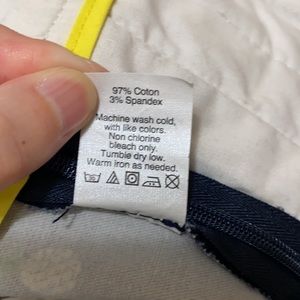 97% Coton
3% Spandex
Machine wash cold,
with like colors.
Non chlorine
bleach only.
Tumble dry low.
Warm iron as needed.